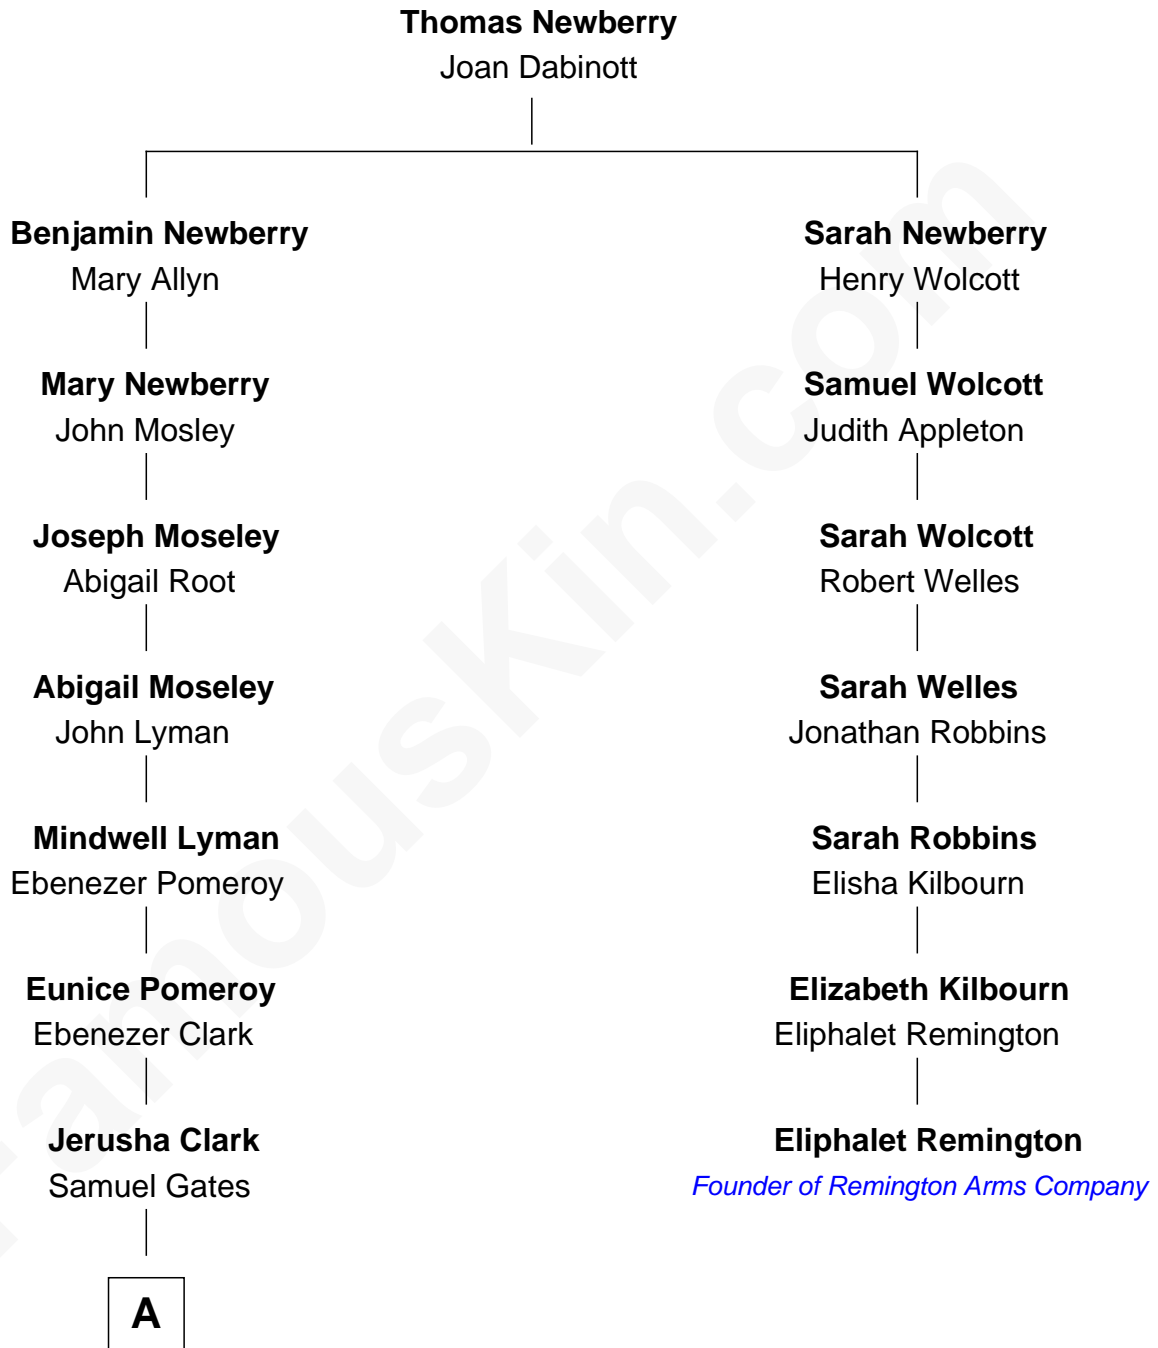 Thomas Newberry
Joan Dabinott
Benjamin Newberry
Mary Allyn
Mary Newberry
John Mosley
Joseph Moseley
Abigail Root
Abigail Moseley
John Lyman
Mindwell Lyman
Ebenezer Pomeroy
Eunice Pomeroy
Ebenezer Clark
Jerusha Clark
Samuel Gates
A
Sarah Newberry
Henry Wolcott
Samuel Wolcott
Judith Appleton
Sarah Wolcott
Robert Welles
Sarah Welles
Jonathan Robbins
Sarah Robbins
Elisha Kilbourn
Elizabeth Kilbourn
Eliphalet Remington
Eliphalet Remington
Founder of Remington Arms Company
FamousKin.com